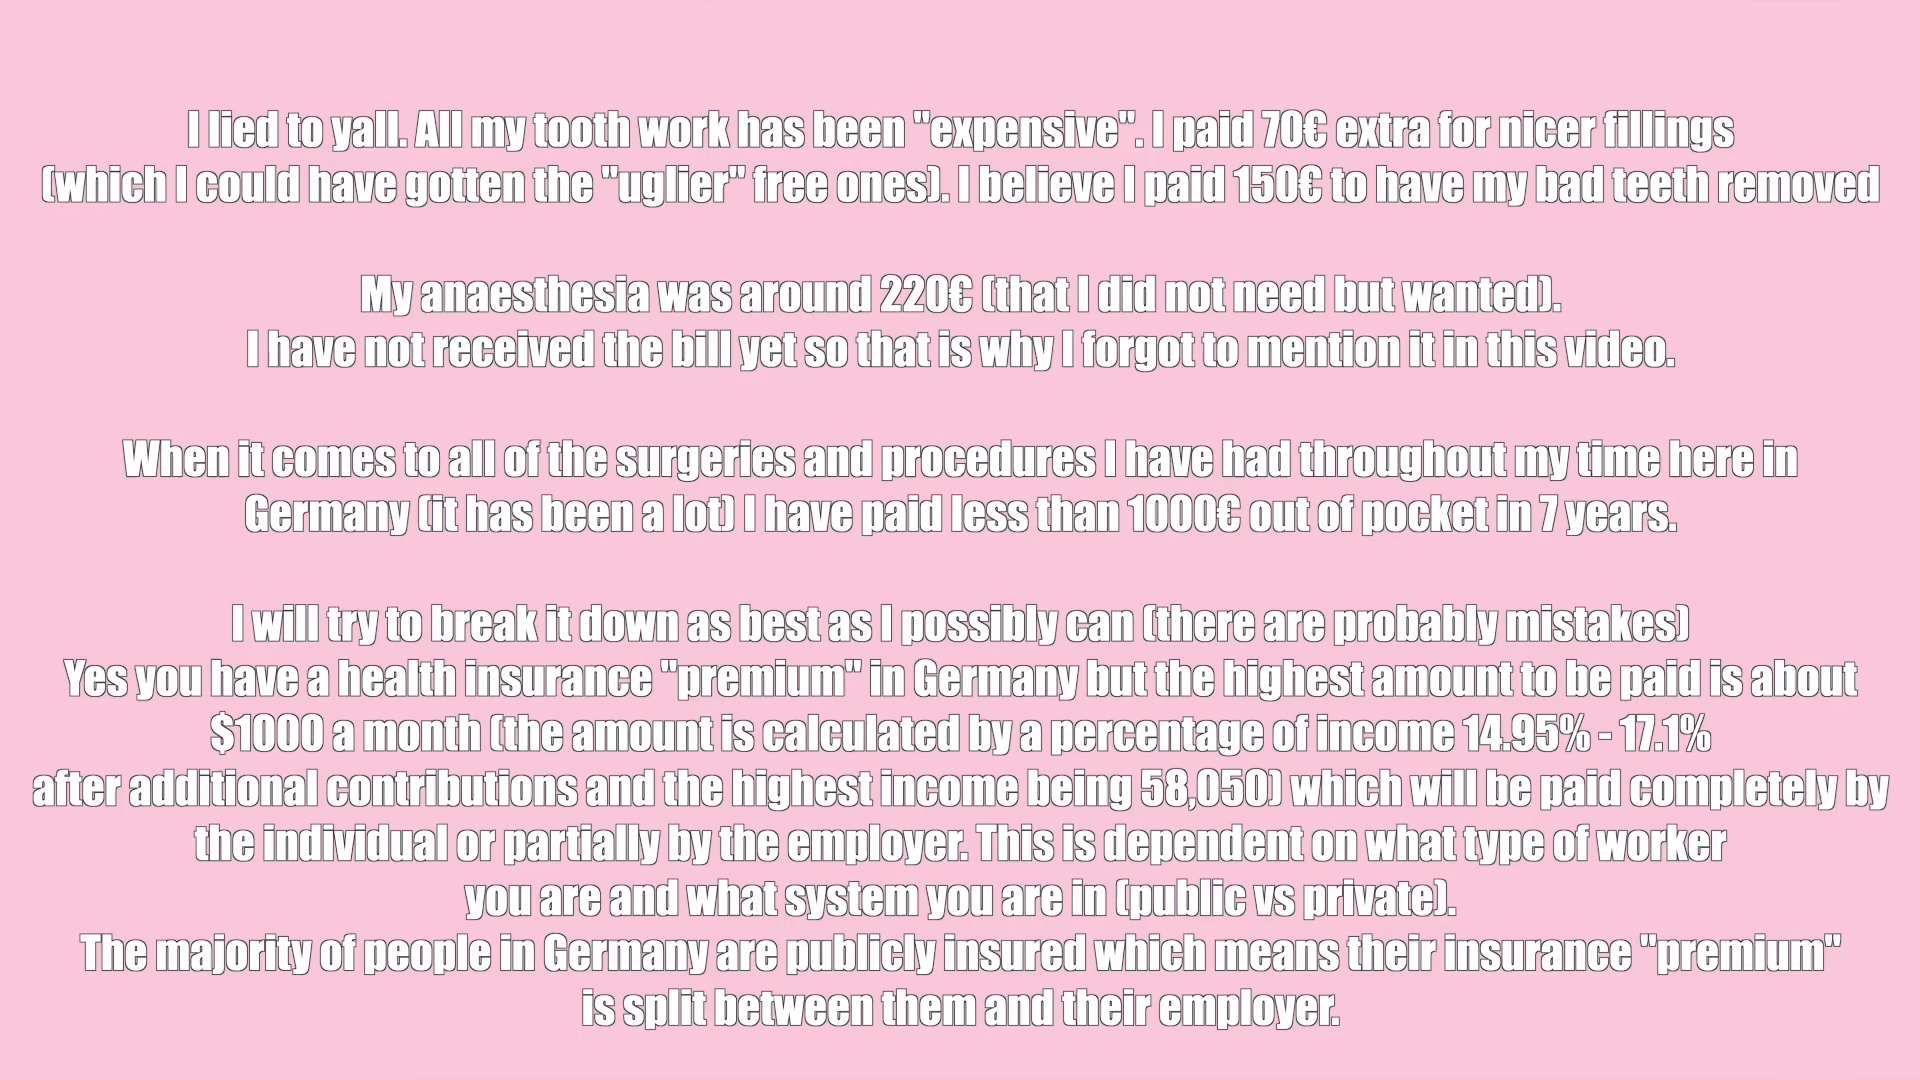 I lied to yall. All my tooth work has been "expensive". I paid 70€ extra for nicer fillings
(which I could have gotten the "uglier" free ones). I believe I paid 150€ to have my bad teeth removed
My anaesthesia was around 220€ (that I did not need but wanted).
I have not received the bill yet so that is why I forgot to mention it in this video.
When it comes to all of the surgeries and procedures I have had throughout my time here in
Germany (it has been a lot) I have paid less than 1000€ out of pocket in 7 years.
I will try to break it down as best as I possibly can (there are probably mistakes)
Yes you have a health insurance "premium" in Germany but the highest amount to be paid is about
$1000 a month (the amount is calculated by a percentage of income 14.95% - 17.1%
after additional contributions and the highest income being 58,050) which will be paid completely by
the individual or partially by the employer. This is dependent on what type of worker
you are and what system you are in (public vs private).
The majority of people in Germany are publicly insured which means their insurance "premium"
is split between them and their employer.